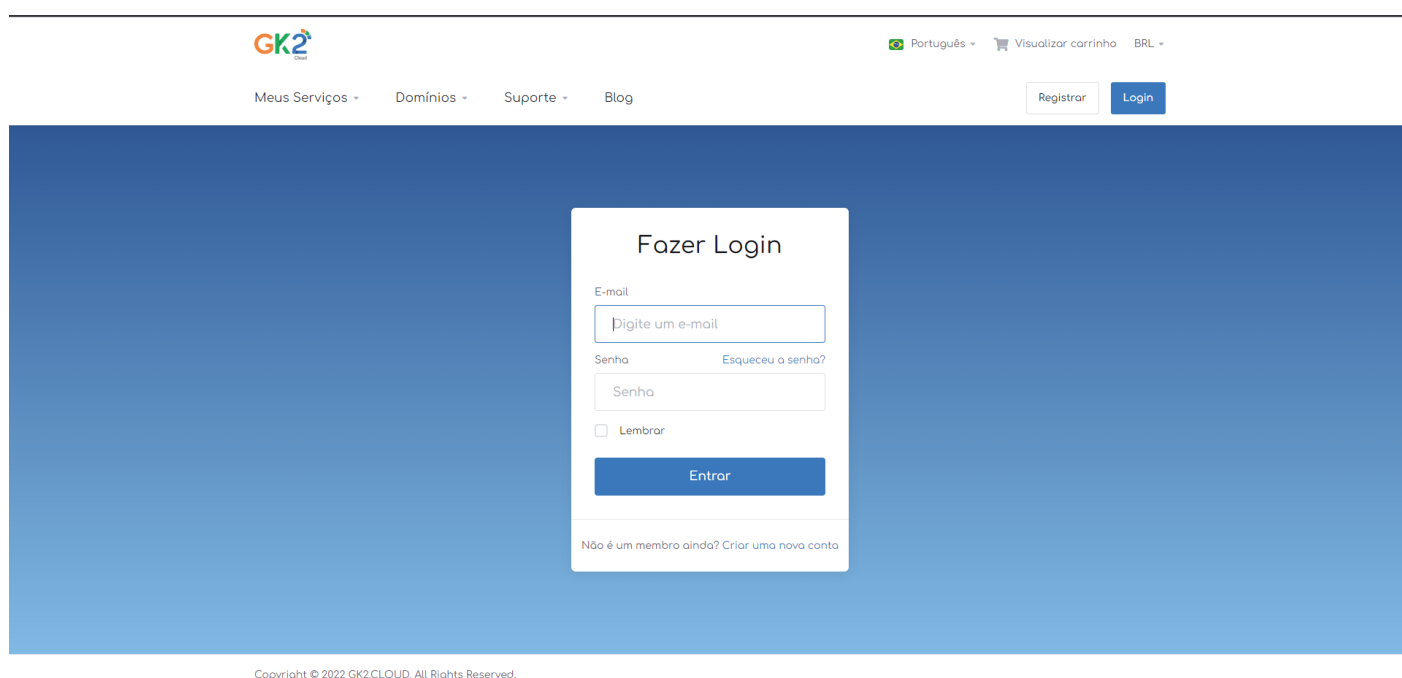 GK2
Cloud
Português
Visualizar carrinho
BRL
Meus Serviços
Domínios
Suporte
Blog
Registrar
Login
Fazer Login
E-mail
Digite um e-mail
Senha
Esqueceu a senha?
Senha
Lembrar
Entrar
Não é um membro ainda? Criar uma nova conta
Copyright © 2022 GK2.CLOUD. All Rights Reserved.